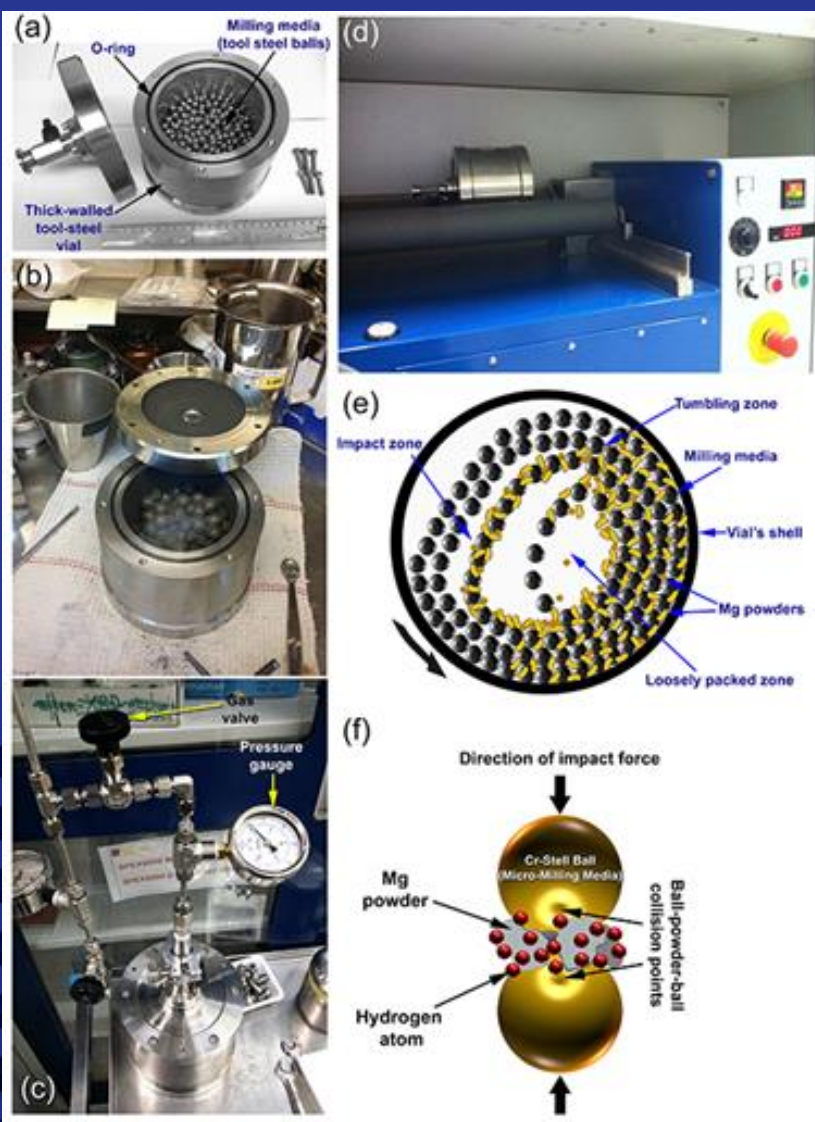 (a)
Milling media
(tool steel balls)
O-ring
Thick-walled
tool-steel
vial
(b)
Gas
valve
Pressure
gauge
(c)
(d)
(e)
Tumbling zone
Impact zone
Milling media
Vial's shell
Mg powders
Loosely packed zone
(f)
Direction of impact force
Cr-Stell Ball
(Micro-Milling Media)
Mg
powder
Ball-powder-ball
collision points
Hydrogen
atom